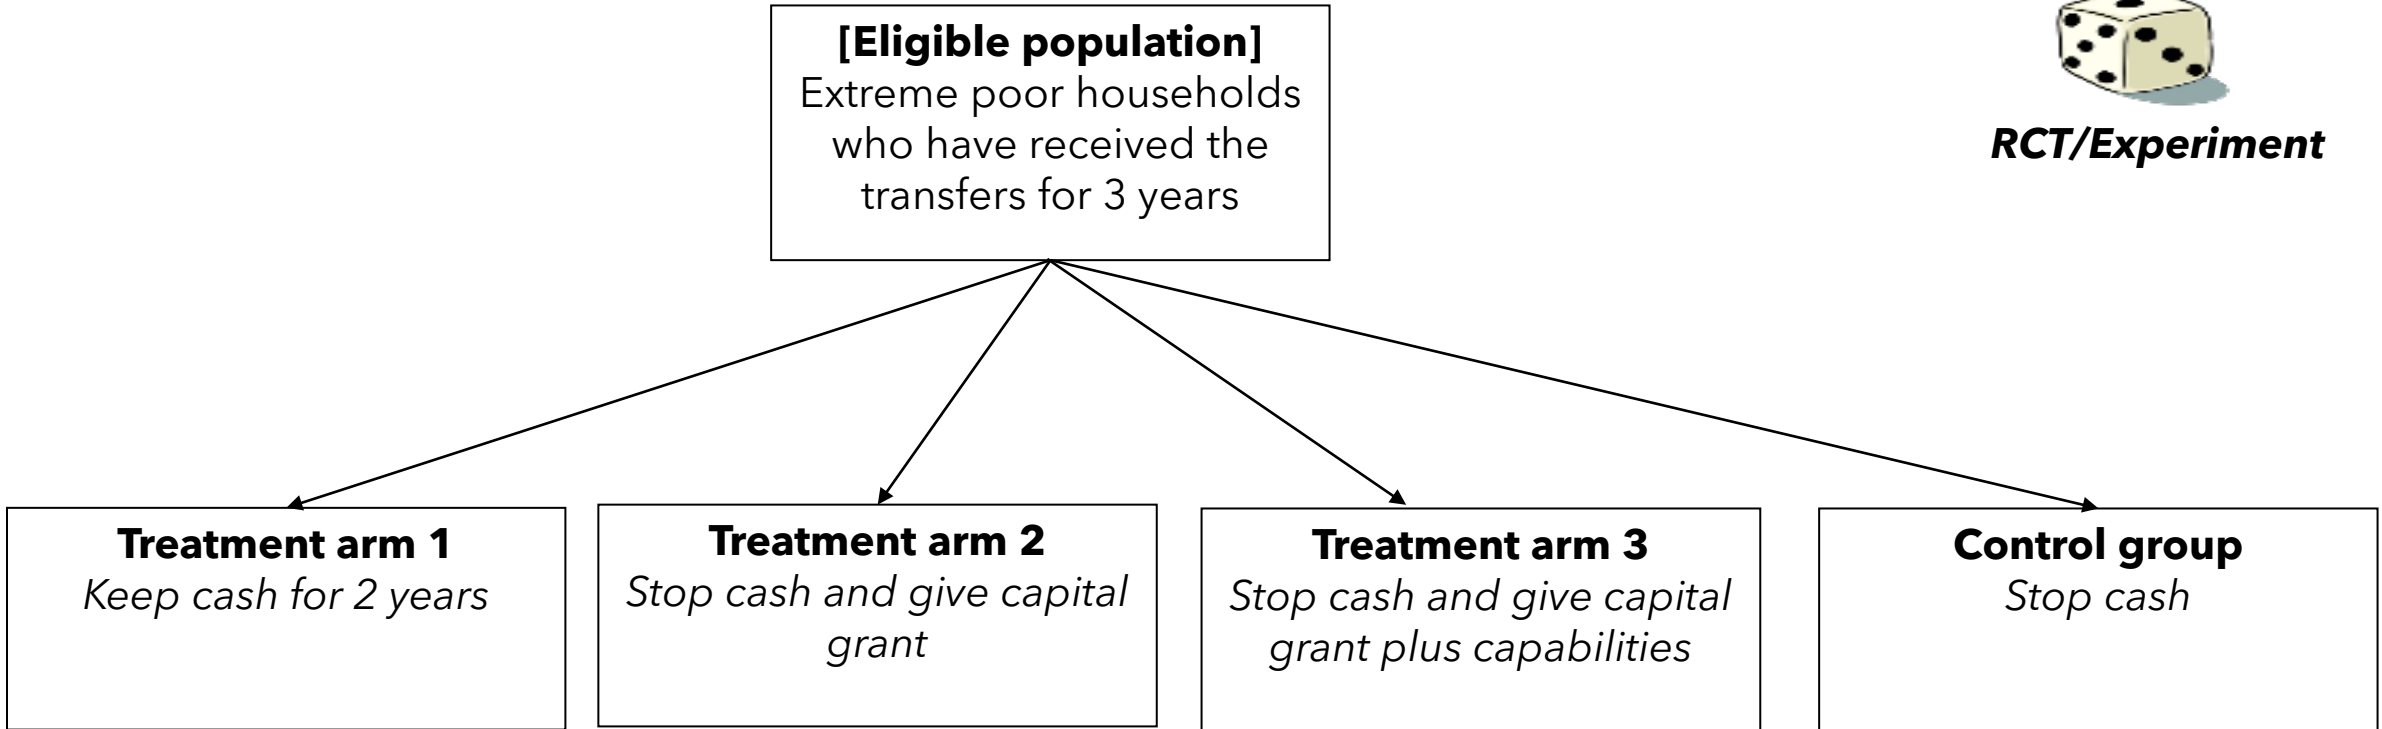 [Eligible population]
Extreme poor households
who have received the
transfers for 3 years
RCT/Experiment
Treatment arm 1
Keep cash for 2 years
Treatment arm 2
Stop cash and give capital
grant
Treatment arm 3
Stop cash and give capital
grant plus capabilities
Control group
Stop cash